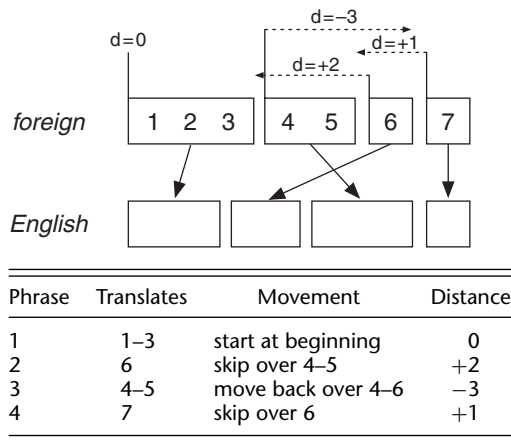 d=−3
d=0
d=+1
d=+2
foreign 1 2 3 4 5 6 7
English
Phrase Translates Movement Distance
1 1–3 start at beginning 0
2 6 skip over 4–5 +2
3 4–5 move back over 4–6 −3
4 7 skip over 6 +1